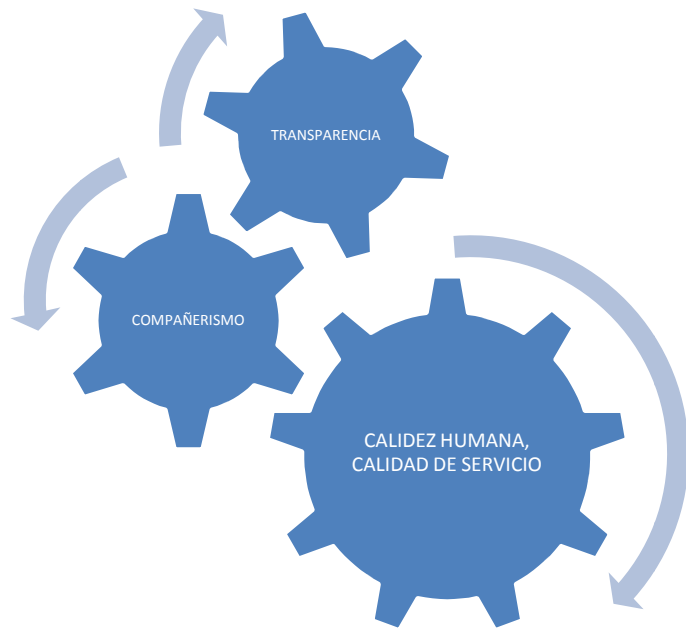 TRANSPARENCIA
COMPAÑERISMO
CALIDEZ HUMANA,
CALIDAD DE SERVICIO